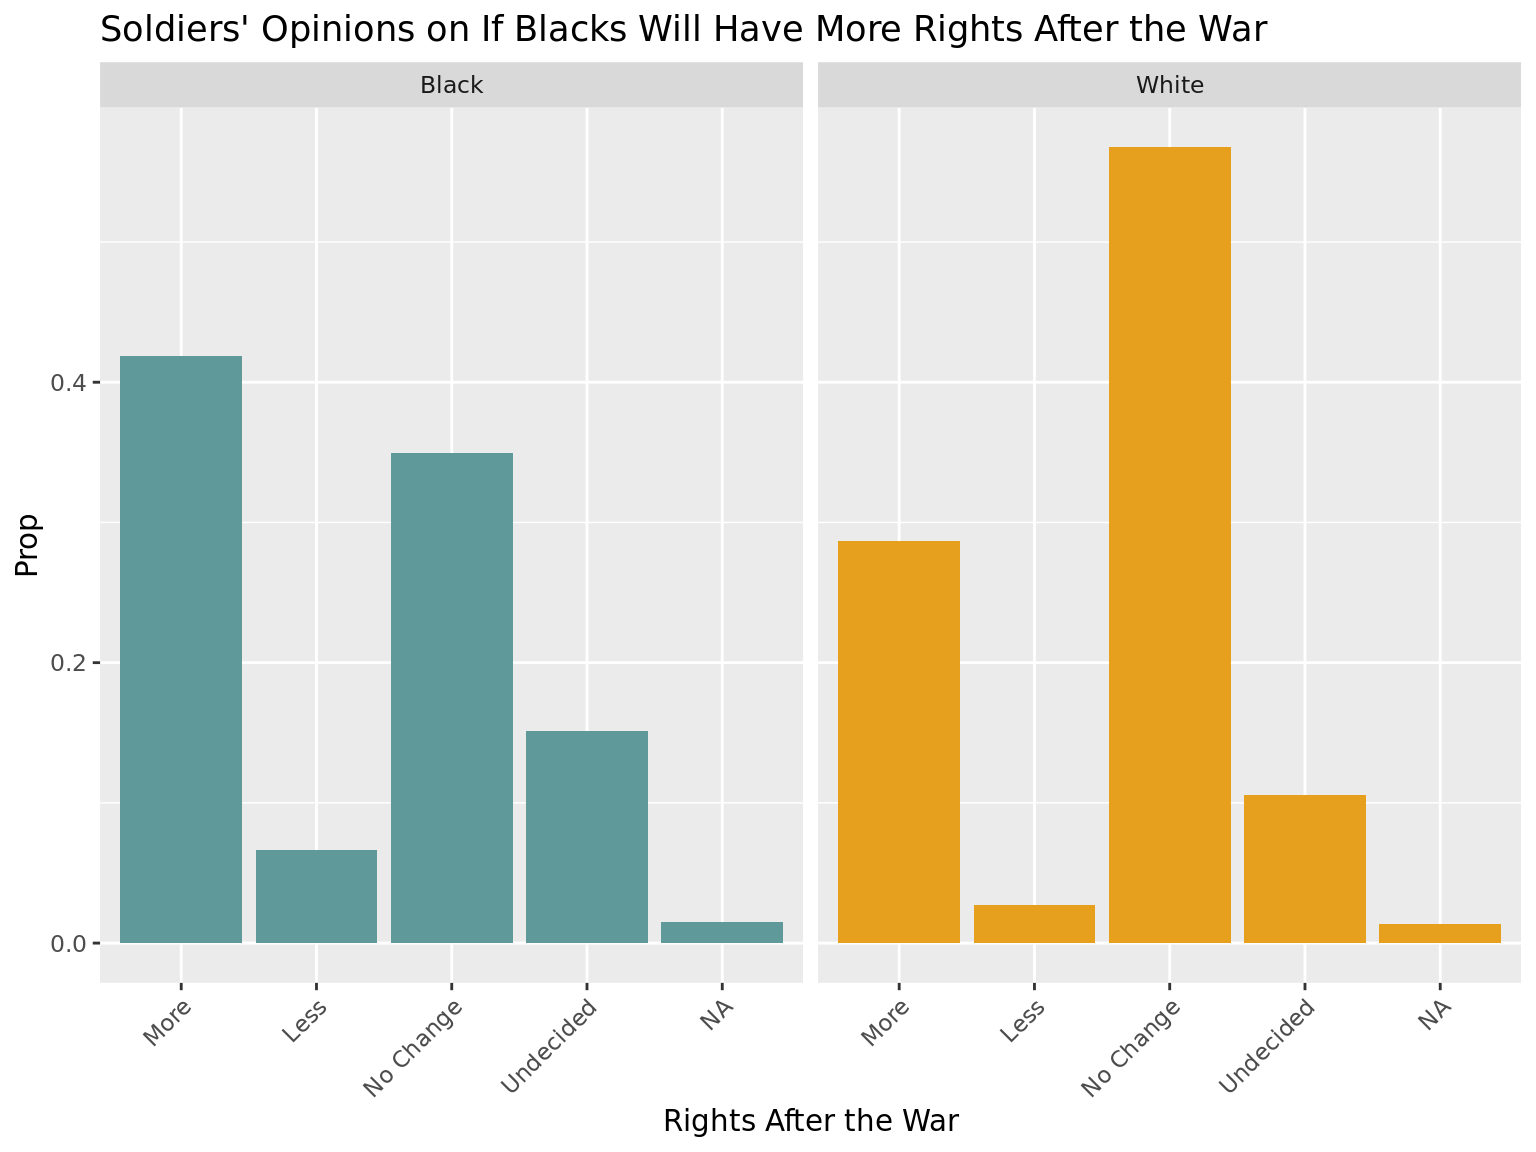 Soldiers' Opinions on If Blacks Will Have More Rights After the War
Black
White
Prop
0.4
0.2
0.0
More
Less
No Change
Undecided
NA
More
Less
No Change
Undecided
NA
Rights After the War